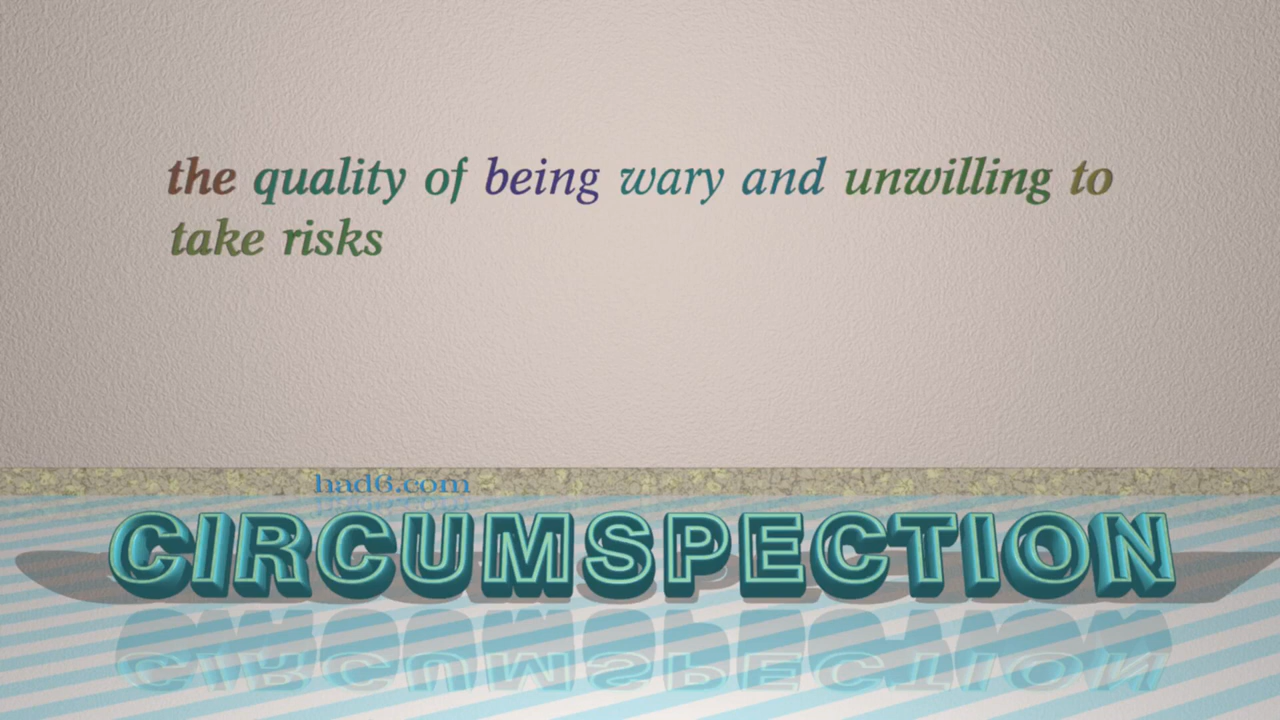 the quality of being wary and unwilling to
take risks
had6.com
CIRCUMSPECTION